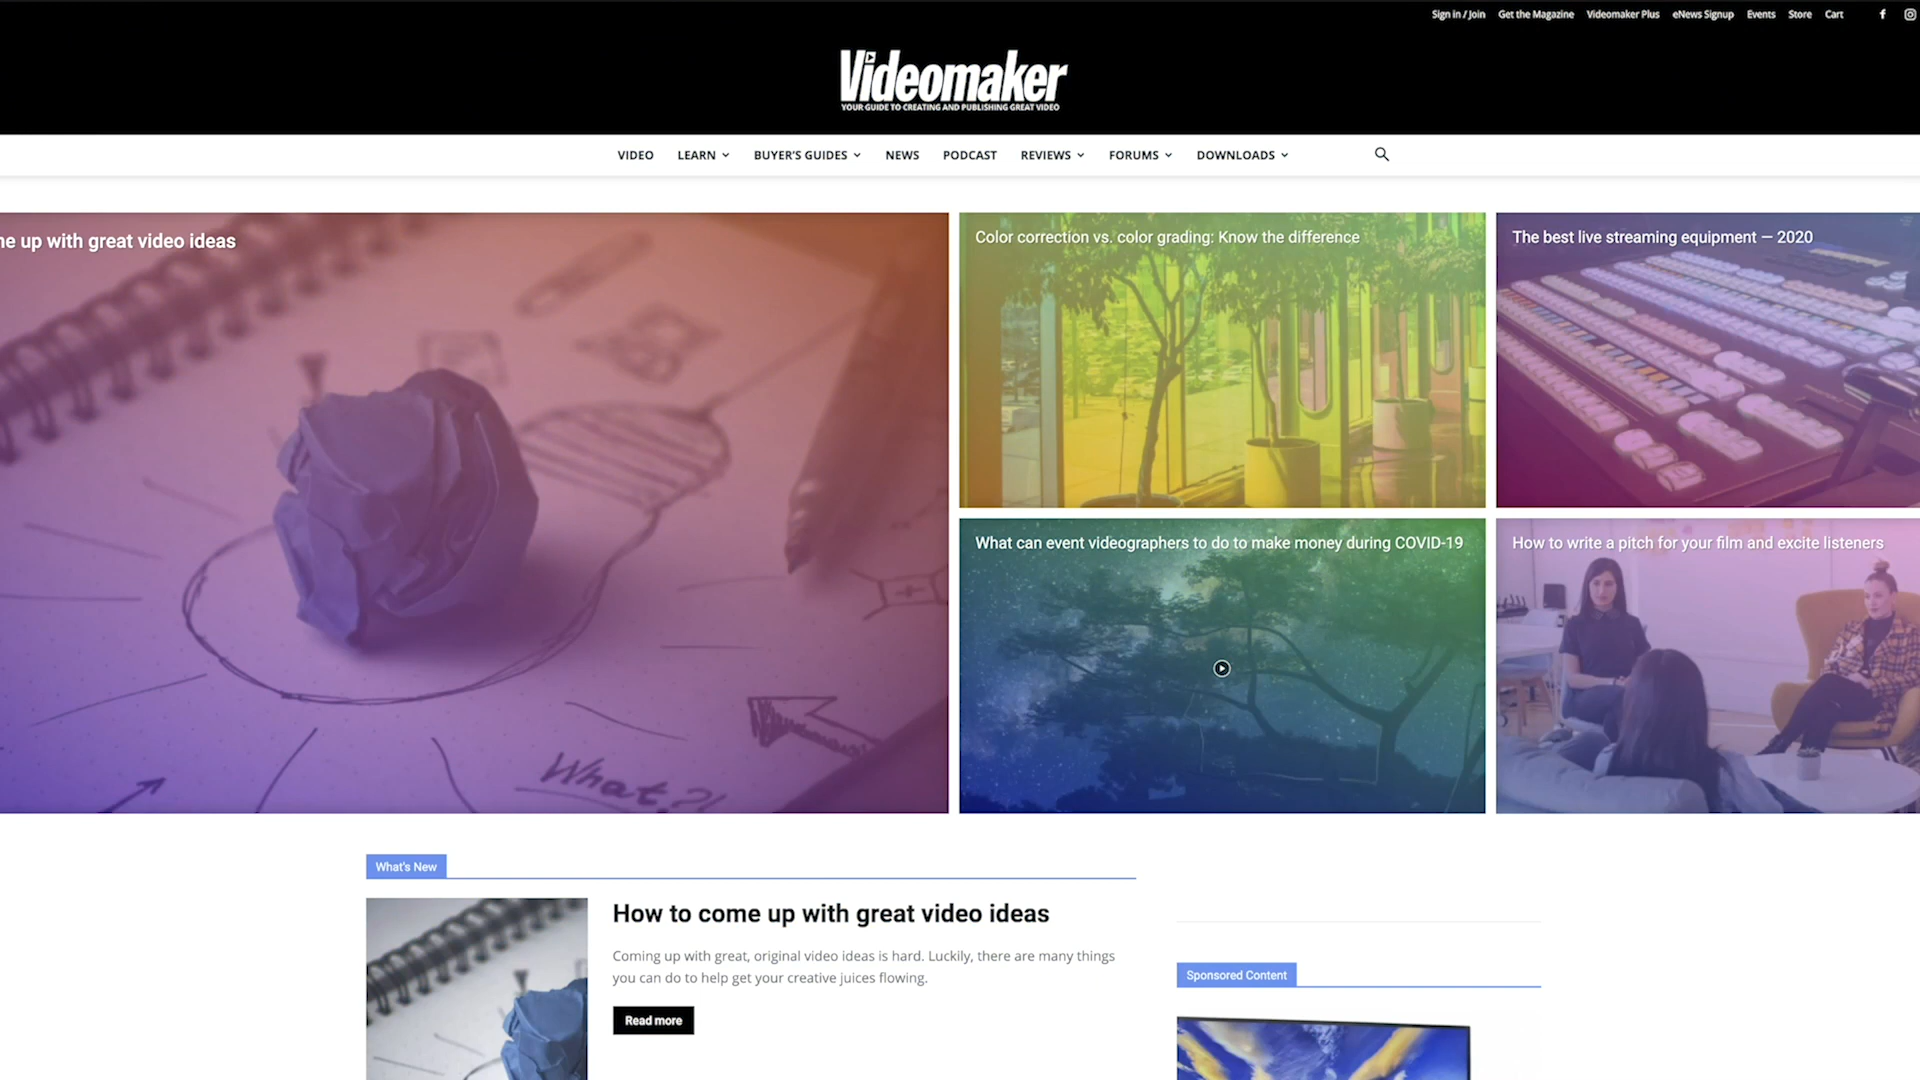 Sign in / Join Get the Magazine Videomaker Plus eNews Signup Events Store Cart
Videomaker
YOUR GUIDE TO CREATING AND PUBLISHING GREAT VIDEO
VIDEO LEARN BUYER'S GUIDES NEWS PODCAST REVIEWS FORUMS DOWNLOADS
up with great video ideas
Color correction vs. color grading: Know the difference
The best live streaming equipment — 2020
What can event videographers to do to make money during COVID-19
How to write a pitch for your film and excite listeners
What?!
What's New
How to come up with great video ideas
Coming up with great, original video ideas is hard. Luckily, there are many things
you can do to help get your creative juices flowing.
Read more
Sponsored Content